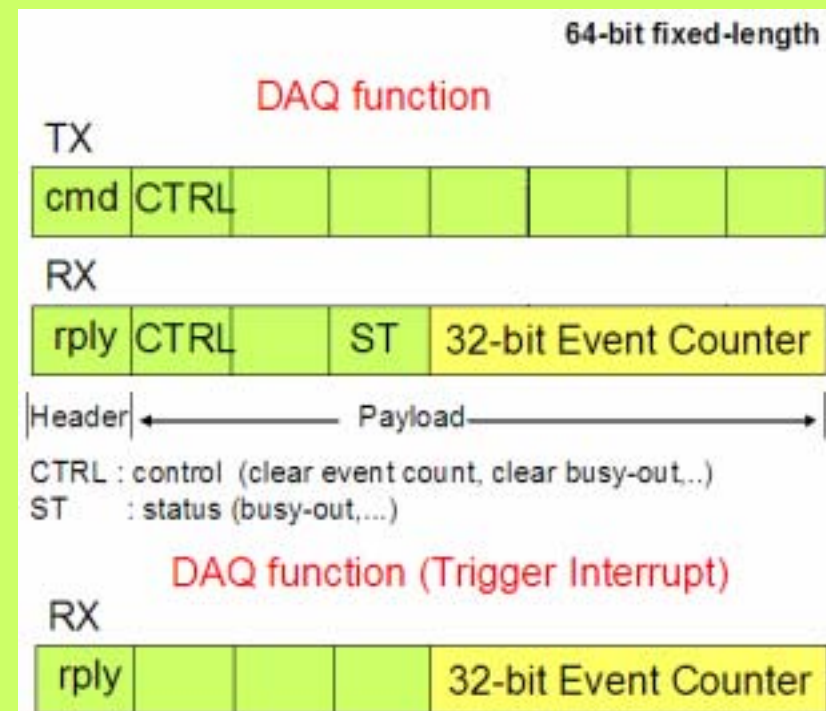 64-bit fixed-length
DAQ function
TX
cmd CTRL
RX
rply CTRL ST 32-bit Event Counter
Header Payload
CTRL : control (clear event count, clear busy-out,..)
ST : status (busy-out,...)
DAQ function (Trigger Interrupt)
RX
rply 32-bit Event Counter